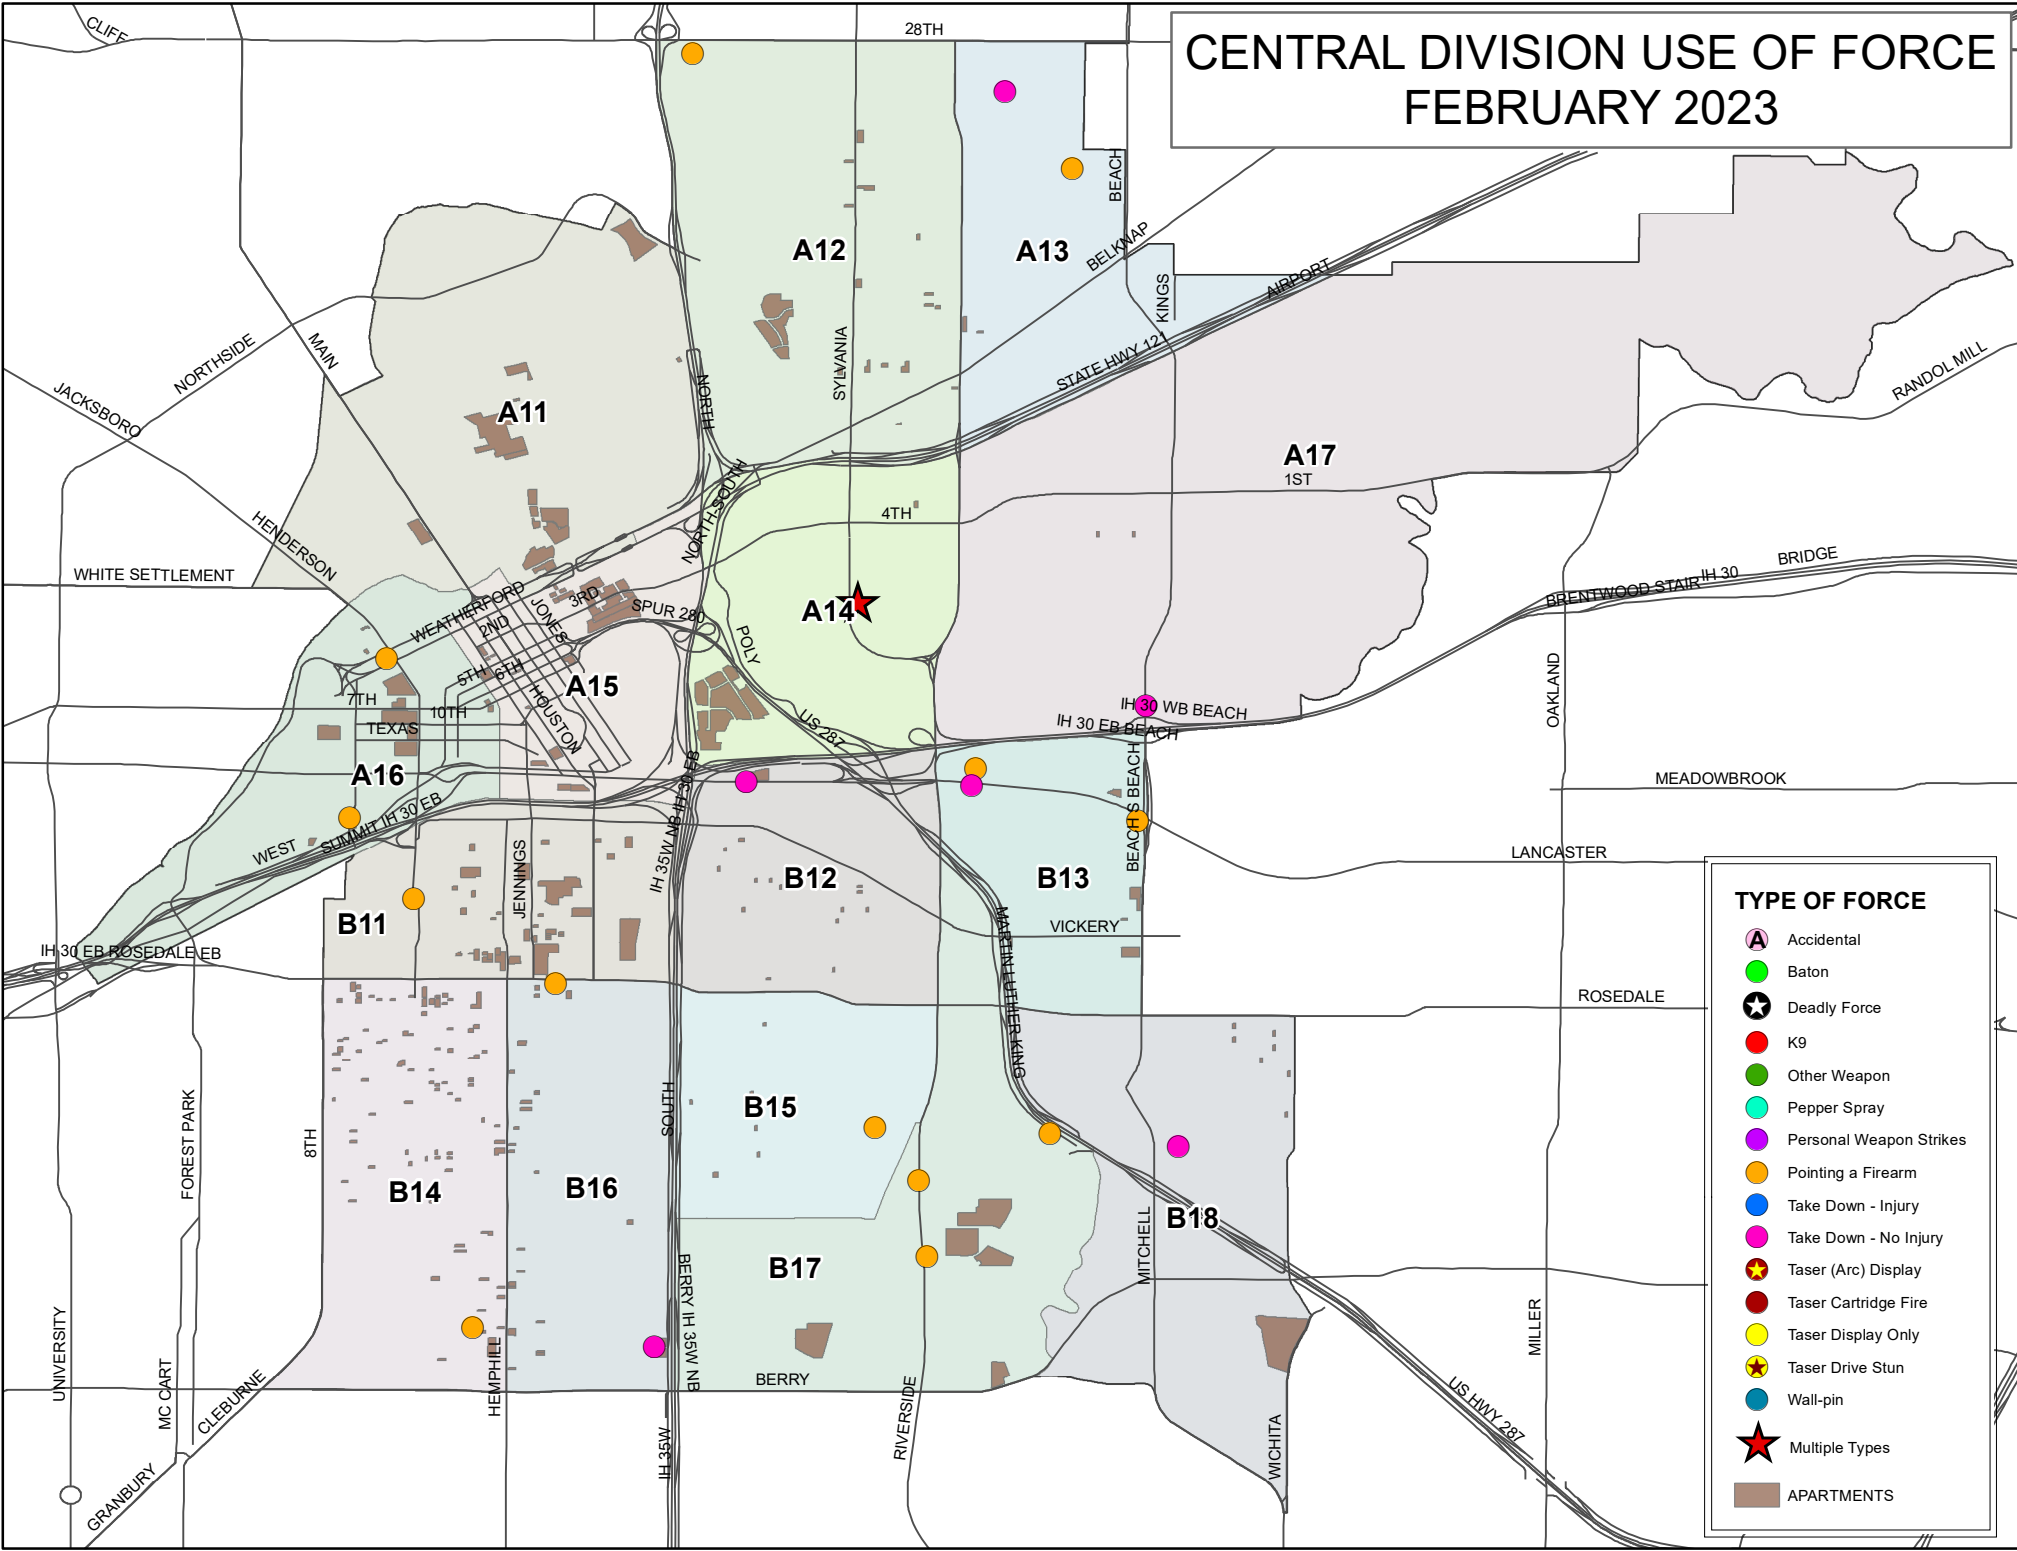 CENTRAL DIVISION USE OF FORCE
FEBRUARY 2023
CLIFF
28TH
BEACH
A12
A13
BELKNAP
KINGS
AIRPORT
NORTHSIDE
MAIN
SYLVANIA
STATE HWY 121
RANDOL MILL
JACKSBORO
NORTH
A11
A17
1ST
NORTH-SOUTH
4TH
HENDERSON
WHITE SETTLEMENT
BRIDGE
IH 30
BRENTWOOD STAIR
WEATHERFORD
JONES
3RD
SPUR 280
2ND
A14
POLY
5TH
6TH
A15
OAKLAND
7TH
10TH
HOUSTON
TEXAS
US 287
IH 30 WB BEACH
IH 30 EB BEACH
A16
MEADOWBROOK
SUMMIT IH 30 EB
WEST
IH 35W NB IH 30 EB
BEACH S BEACH
LANCASTER
JENNINGS
B12
B13
B11
VICKERY
IH 30 EB ROSEDALE EB
MARTIN LUTHER KING
ROSEDALE
FOREST PARK
8TH
SOUTH
B15
B14
B16
B18
MITCHELL
B17
UNIVERSITY
MC CART
CLEBURNE
HEMPHILL
BERRY IH 35W NB
BERRY
MILLER
RIVERSIDE
US HWY 287
GRANBURY
IH 35W
WICHITA
TYPE OF FORCE
A Accidental
Baton
Deadly Force
K9
Other Weapon
Pepper Spray
Personal Weapon Strikes
Pointing a Firearm
Take Down - Injury
Take Down - No Injury
Taser (Arc) Display
Taser Cartridge Fire
Taser Display Only
Taser Drive Stun
Wall-pin
Multiple Types
APARTMENTS